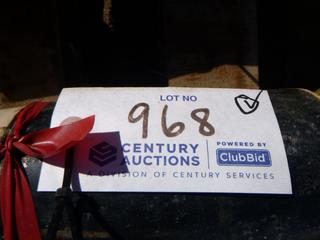 LOT NO
968
CENTURY
AUCTIONS
POWERED BY
ClubBid
A DIVISION OF CENTURY SERVICES